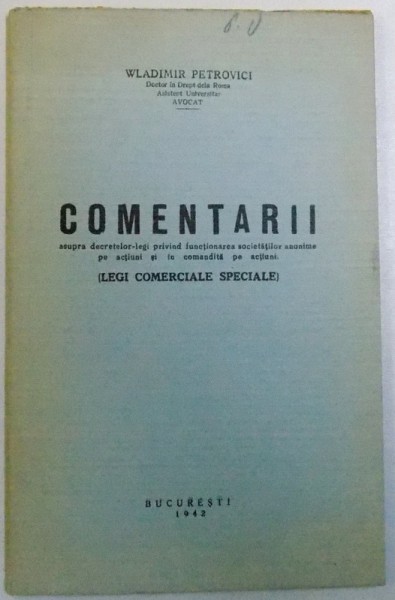 WLADIMIR PETROVICI
Doctor în Drept dela Roma
Asistent Universitar
AVOCAT
COMENTARII
asupra decretelor-legi privind funcționarea societăților anonime
pe acțiuni și în comandită pe acțiuni.
(LEGI COMERCIALE SPECIALE)
BUCUREȘTI
1942